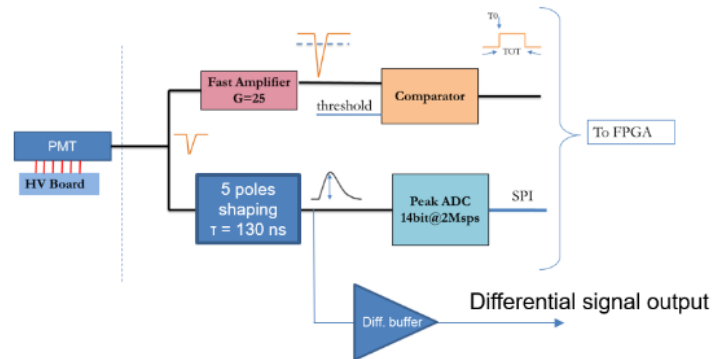 T0
TOT
Fast Amplifier
G=25
threshold
Comparator
To FPGA
PMT
HV Board
5 poles
shaping
τ = 130 ns
Peak ADC
14bit@2Msps
SPI
Diff. buffer
Differential signal output